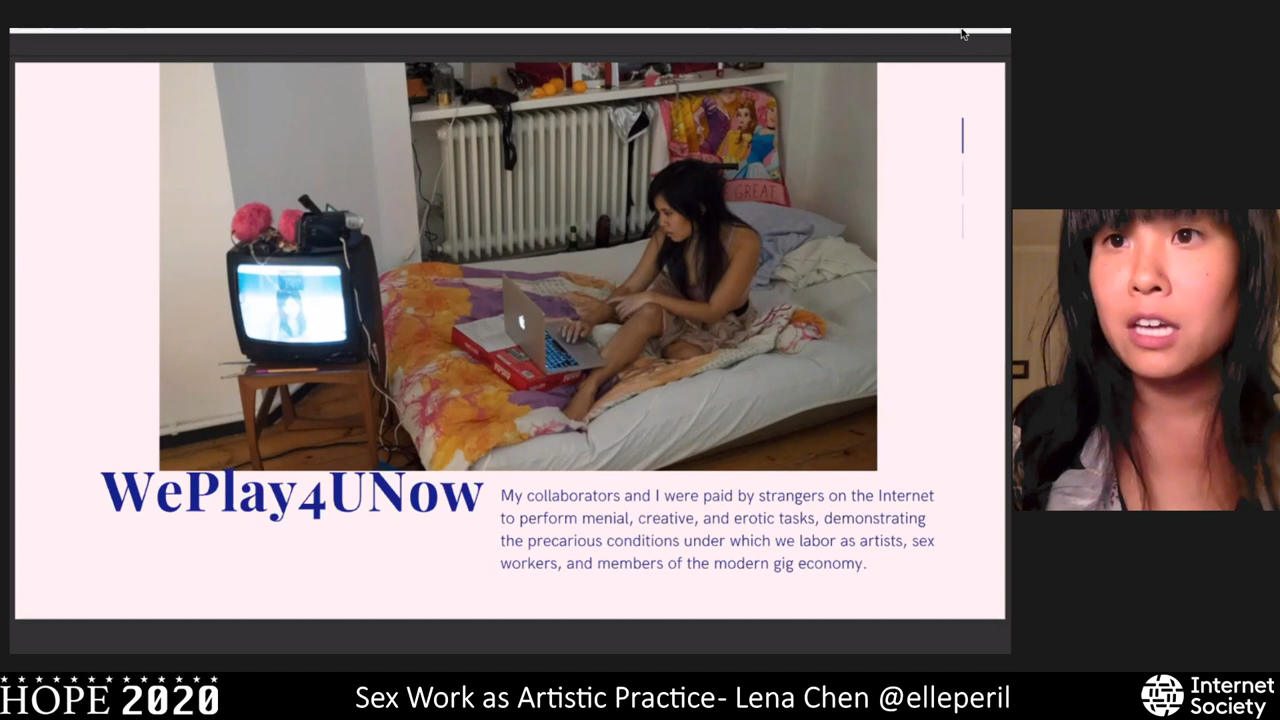 GREAT
WePlay4UNow
My collaborators and I were paid by strangers on the Internet
to perform menial, creative, and erotic tasks, demonstrating
the precarious conditions under which we labor as artists, sex
workers, and members of the modern gig economy.
HOPE 2020
Sex Work as Artistic Practice- Lena Chen @elleperil
Internet
Society